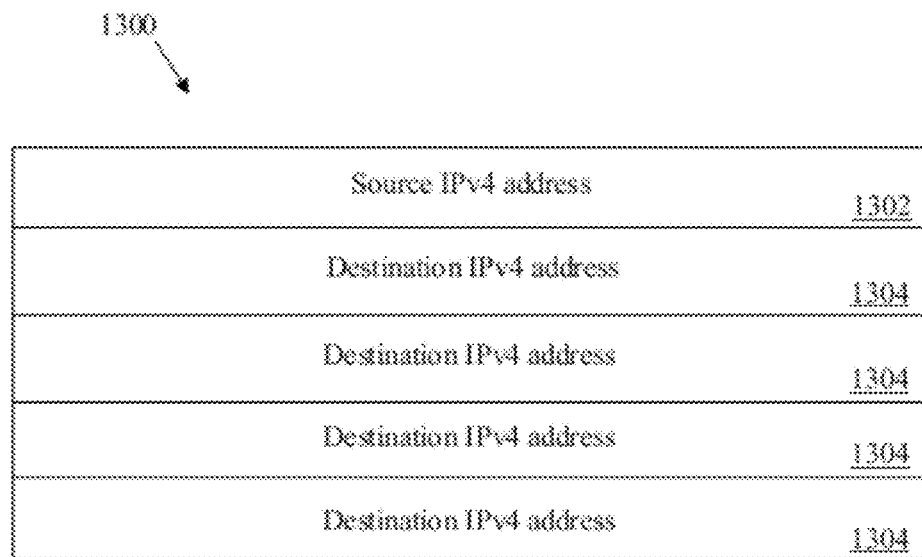 1300
Source IPv4 address
1302
Destination IPv4 address
1304
Destination IPv4 address
1304
Destination IPv4 address
1304
Destination IPv4 address
1304